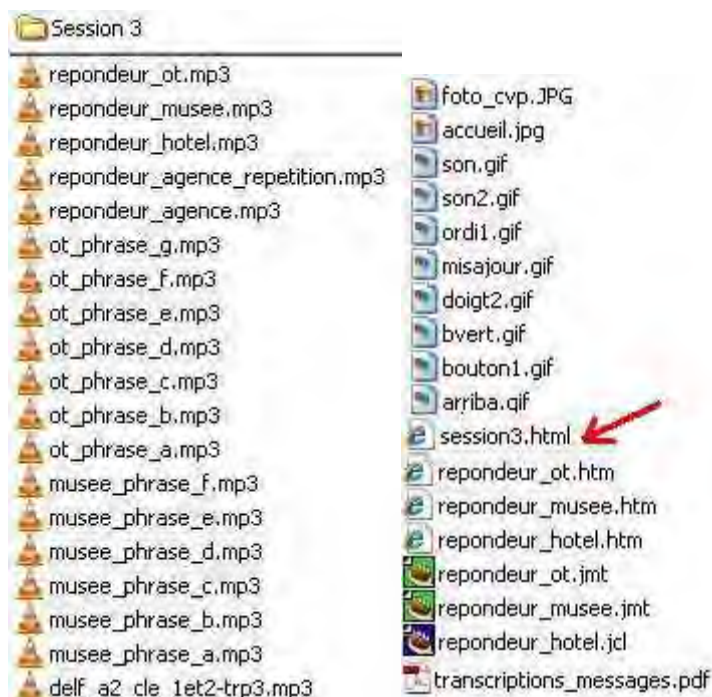 Session 3
repondeur_ot.mp3
repondeur_musee.mp3
repondeur_hotel.mp3
repondeur_agence_repetition.mp3
repondeur_agence.mp3
ot_phrase_g.mp3
ot_phrase_f.mp3
ot_phrase_e.mp3
ot_phrase_d.mp3
ot_phrase_c.mp3
ot_phrase_b.mp3
ot_phrase_a.mp3
musee_phrase_f.mp3
musee_phrase_e.mp3
musee_phrase_d.mp3
musee_phrase_c.mp3
musee_phrase_b.mp3
musee_phrase_a.mp3
delf_a2_cle_1et2-trp3.mp3
foto_cvp.JPG
accueil.jpg
son.gif
son2.gif
ordi1.gif
misajour.gif
doigt2.gif
bvert.gif
bouton1.gif
arriba.gif
session3.html
repondeur_ot.htm
repondeur_musee.htm
repondeur_hotel.htm
repondeur_ot.jmt
repondeur_musee.jmt
repondeur_hotel.jcl
transcriptions_messages.pdf